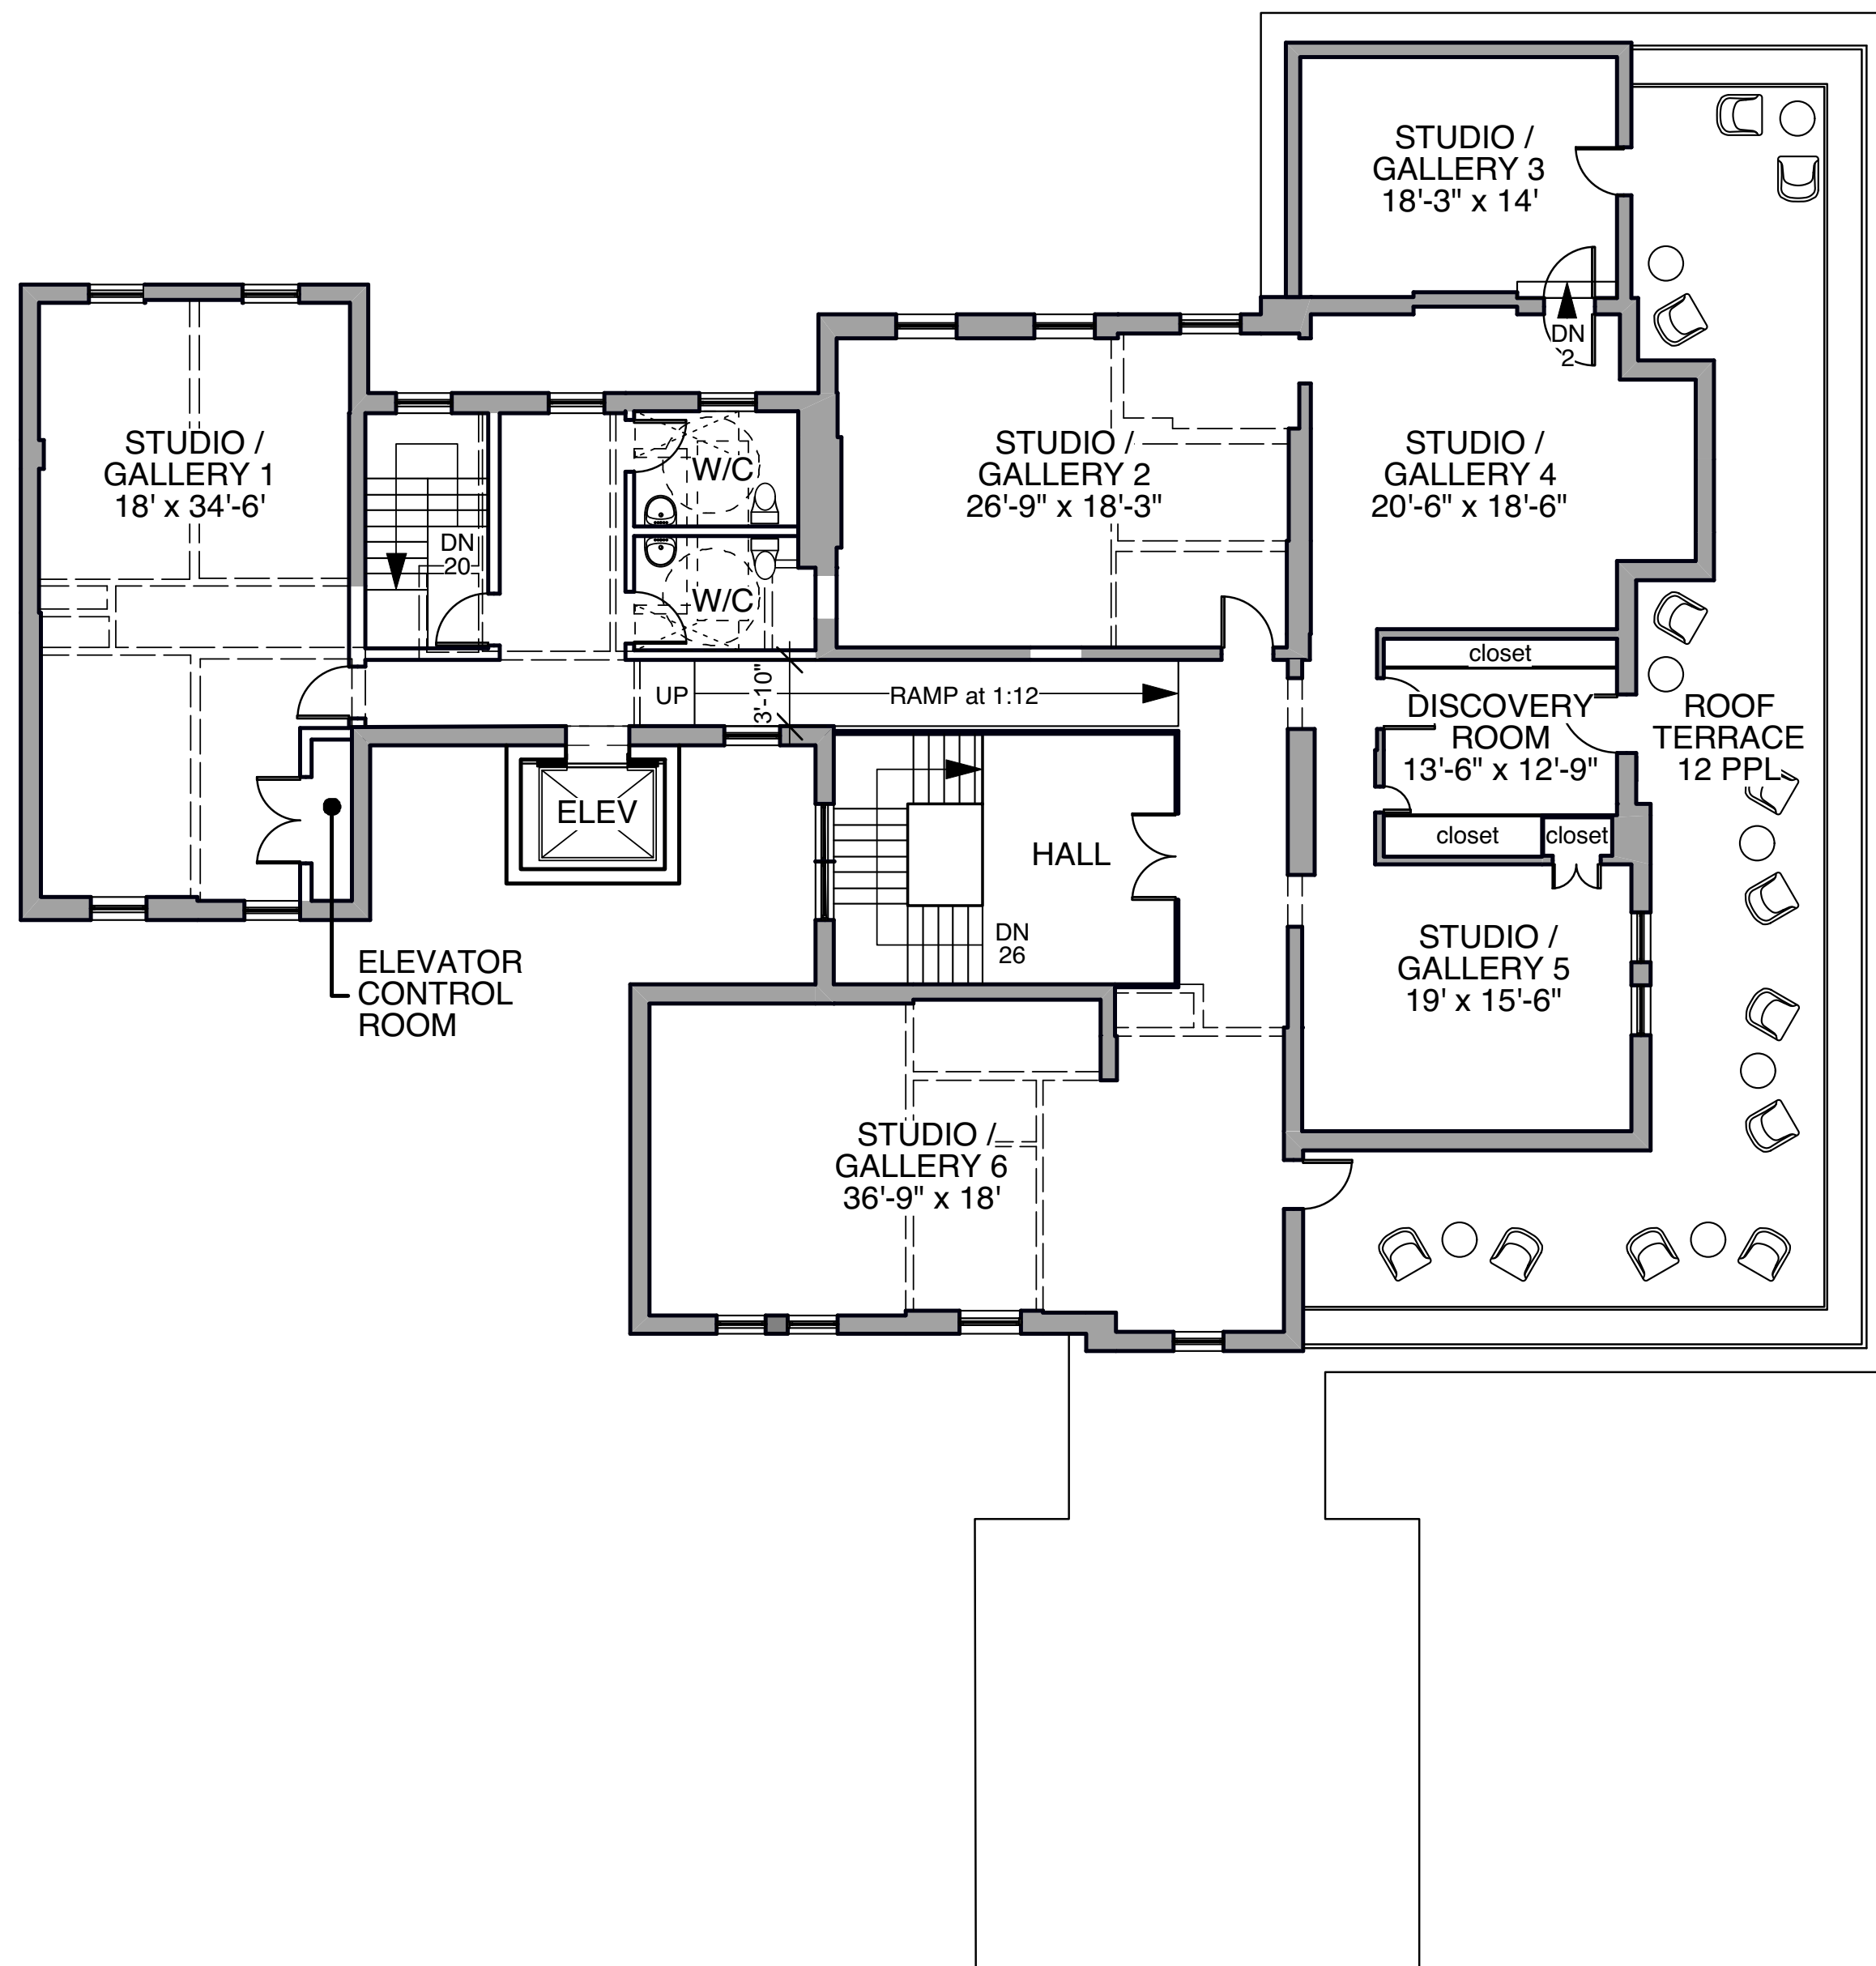 STUDIO /
GALLERY 3
18'-3" x 14'
DN
2
STUDIO /
GALLERY 1
18' x 34'-6'
W/C
STUDIO /
GALLERY 2
26'-9" x 18'-3"
STUDIO /
GALLERY 4
20'-6" x 18'-6"
DN
20
W/C
closet
UP
3'-10"
RAMP at 1:12
DISCOVERY
ROOM
13'-6" x 12'-9"
ROOF
TERRACE
12 PPL
ELEV
HALL
closet
closet
DN
26
ELEVATOR
CONTROL
ROOM
STUDIO /
GALLERY 5
19' x 15'-6"
STUDIO /
GALLERY 6
36'-9" x 18'